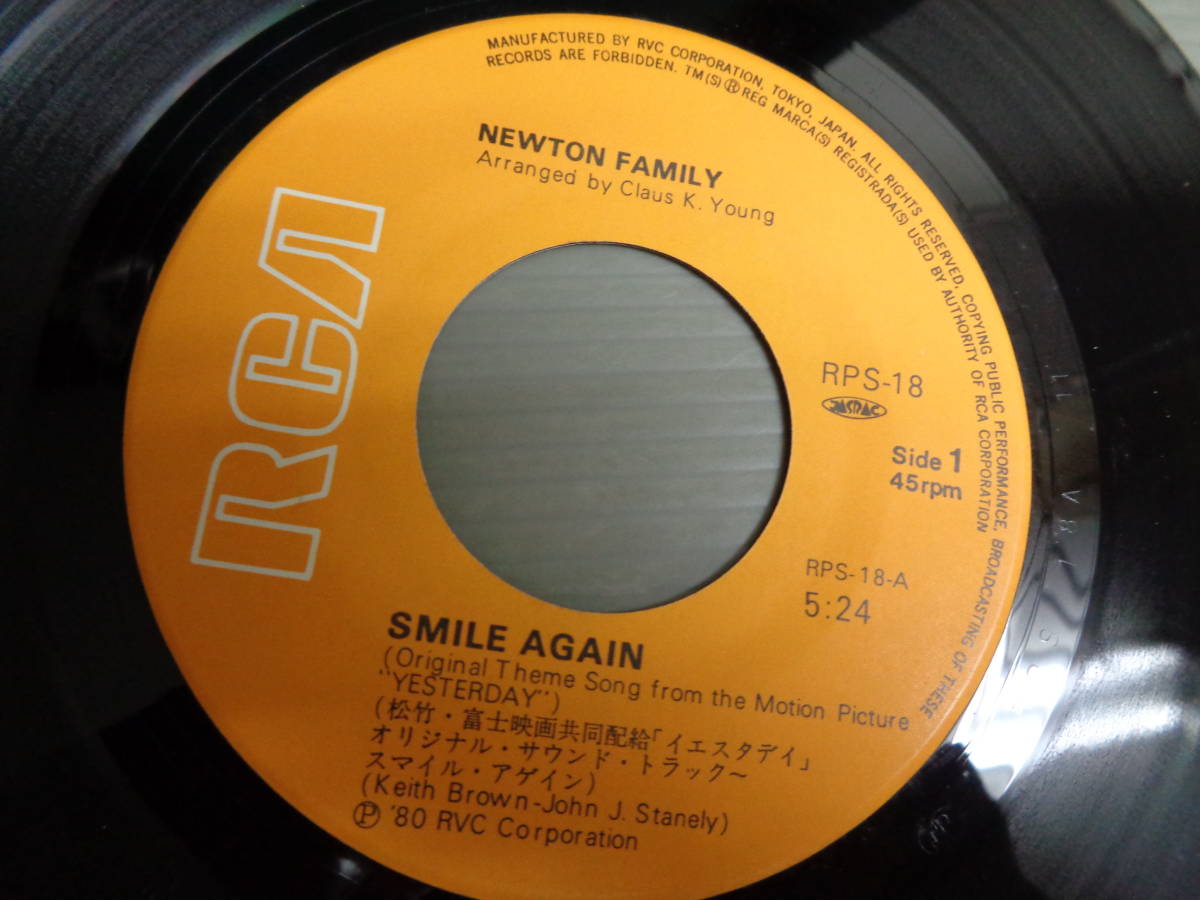 MANUFACTURED BY RVC CORPORATION, TOKYO, JAPAN. ALL RIGHTS RESERVED. COPYING PUBLIC PERFORMANCE, BROADCASTING OF THESE
RECORDS ARE FORBIDDEN. TM(S)®REG MARCA(S) REGISTRADA(S) USED BY AUTHORITY OF RCA CORPORATION
NEWTON FAMILY
Arranged by Claus K. Young
RCA
RPS-18
JASRAC
Side 1
45rpm
RPS-18-A
5:24
SMILE AGAIN
(Original Theme Song from the Motion Picture
"YESTERDAY")
(松竹・富士映画共同配給「イエスタデイ」
オリジナル・サウンド・トラック～
スマイル・アゲイン)
(Keith Brown-John J. Stanely)
Ⓟ '80 RVC Corporation